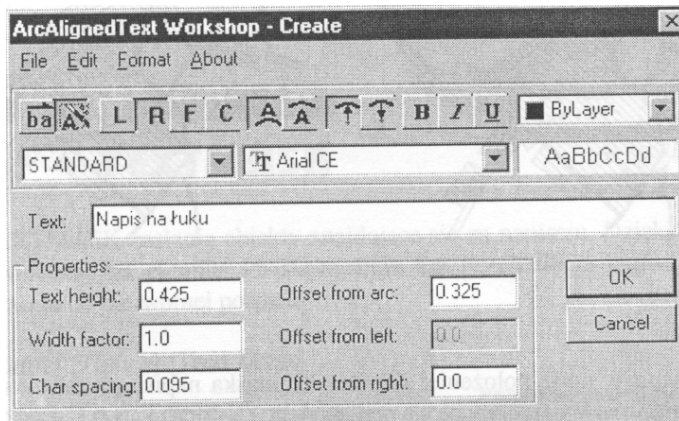 ArcAlignedText Workshop - Create
File Edit Format About
ba A L R F C A A B I U ByLayer
STANDARD Arial CE AaBbCcDd
Text: Napis na łuku
Properties:
Text height: 0.425 Offset from arc: 0.325 OK
Width factor: 1.0 Offset from left: 0.0 Cancel
Char spacing: 0.095 Offset from right: 0.0